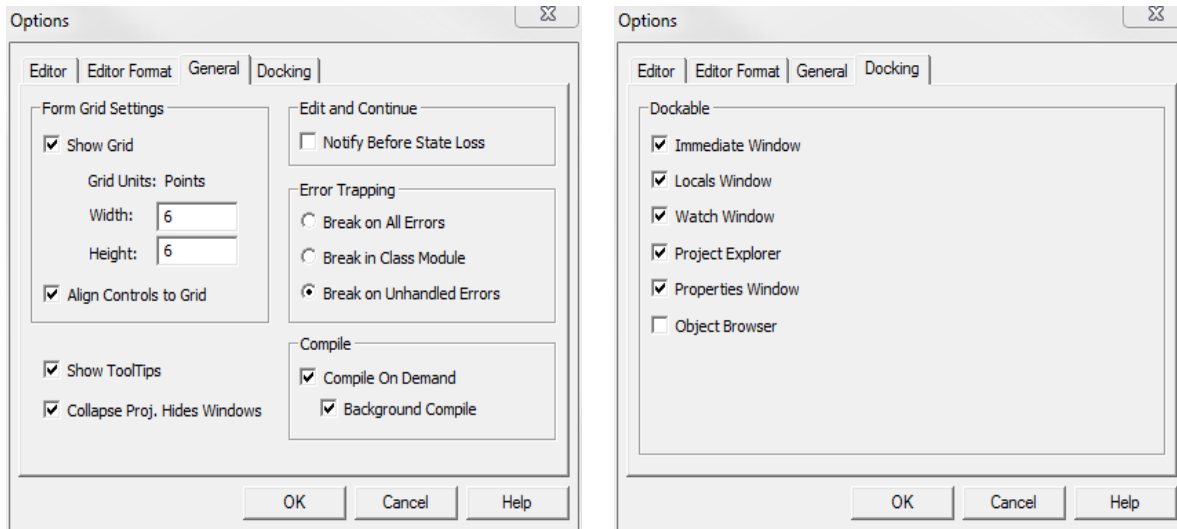 Options
Editor
Editor Format
General
Docking
Form Grid Settings
Show Grid
Grid Units: Points
Width: 6
Height: 6
Align Controls to Grid
Show ToolTips
Collapse Proj. Hides Windows
Edit and Continue
Notify Before State Loss
Error Trapping
Break on All Errors
Break in Class Module
Break on Unhandled Errors
Compile
Compile On Demand
Background Compile
OK
Cancel
Help
Options
Editor
Editor Format
General
Docking
Dockable
Immediate Window
Locals Window
Watch Window
Project Explorer
Properties Window
Object Browser
OK
Cancel
Help